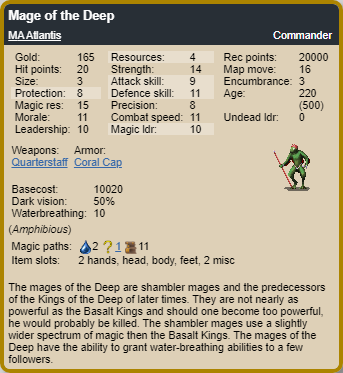 Mage of the Deep
MA Atlantis Commander
Gold: 165 Resources: 4 Rec points: 20000
Hit points: 20 Strength: 14 Map move: 16
Size: 3 Attack skill: 9 Encumbrance: 3
Protection: 8 Defence skill: 11 Age: 220
Magic res: 15 Precision: 8 (500)
Morale: 11 Combat speed: 11 Undead ldr: 0
Leadership: 10 Magic ldr: 10
Weapons: Armor:
Quarterstaff Coral Cap
Basecost: 10020
Dark vision: 50%
Waterbreathing: 10
(Amphibious)
Magic paths: 2 ? 1 11
Item slots: 2 hands, head, body, feet, 2 misc
The mages of the Deep are shambler mages and the predecessors
of the Kings of the Deep of later times. They are not nearly as
powerful as the Basalt Kings and should one become too powerful,
he would probably be killed. The shambler mages use a slightly
wider spectrum of magic then the Basalt Kings. The mages of the
Deep have the ability to grant water-breathing abilities to a few
followers.